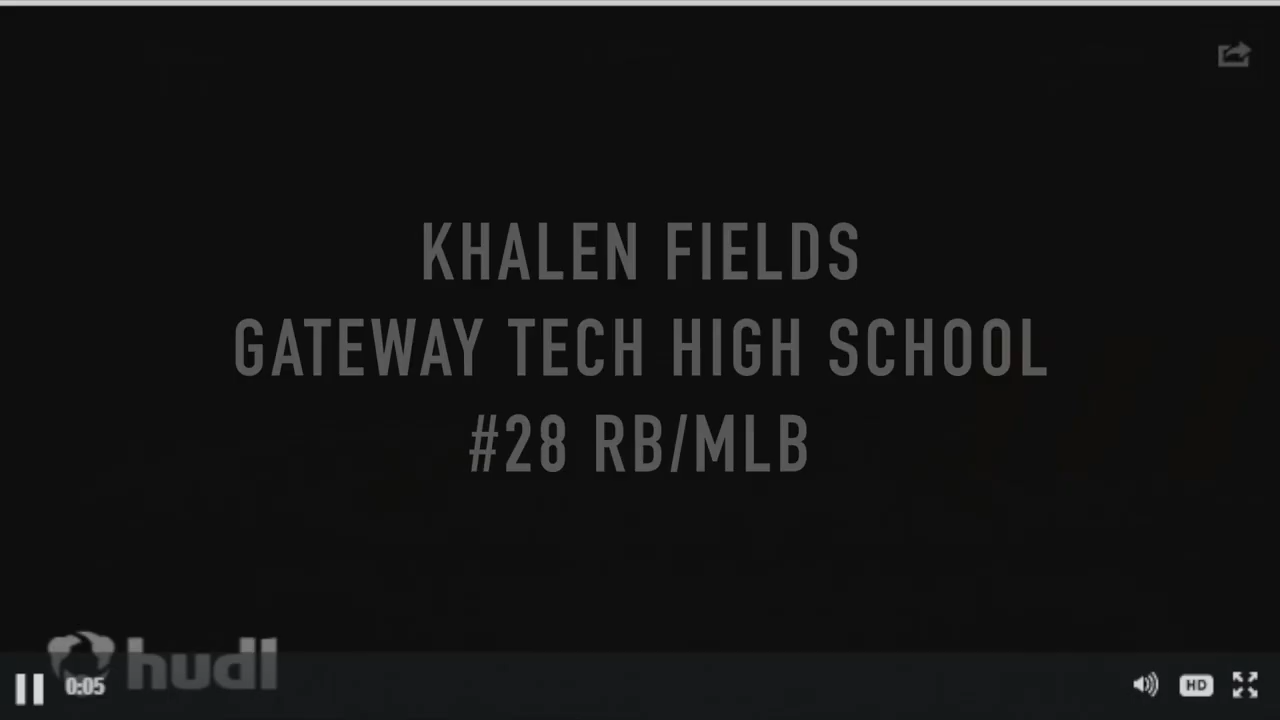 KHALEN FIELDS
GATEWAY TECH HIGH SCHOOL
#28 RB/MLB
hudl
0:05
HD